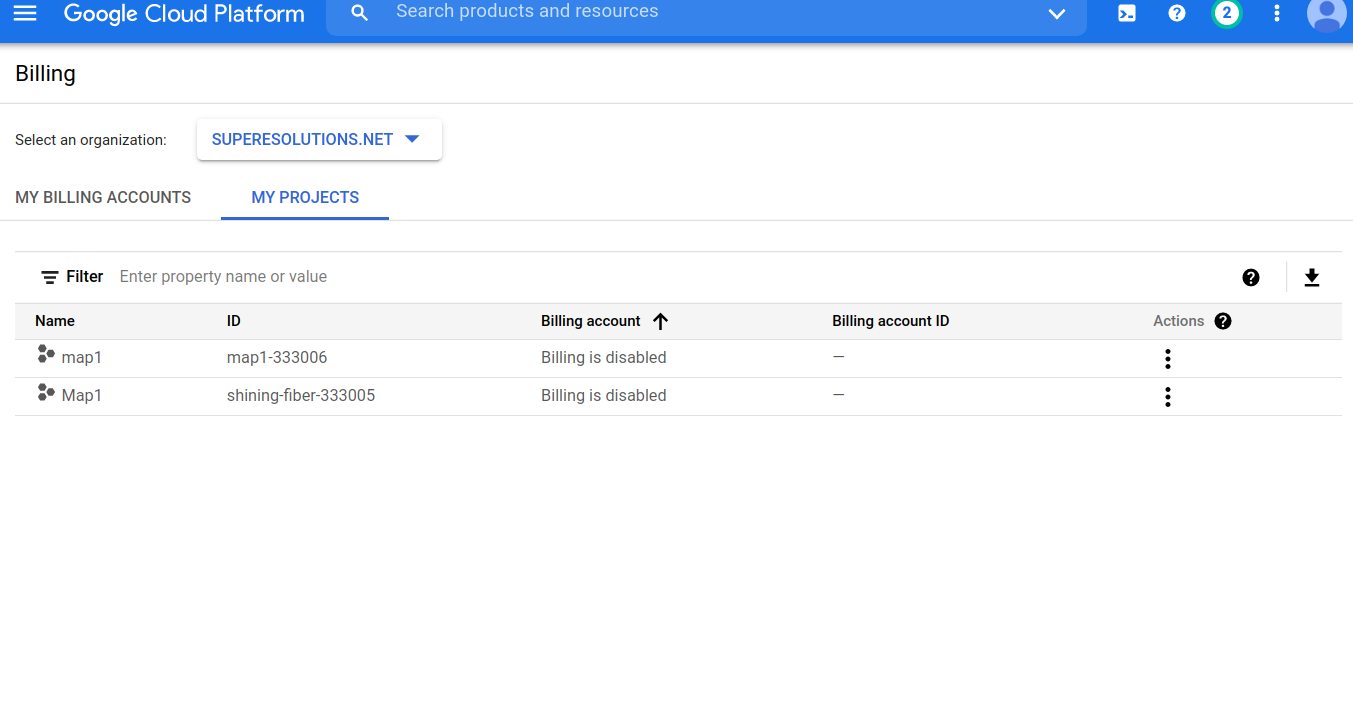 Google Cloud Platform Search products and resources 2
Billing
Select an organization: SUPERESOLUTIONS.NET
MY BILLING ACCOUNTS MY PROJECTS
Filter Enter property name or value
Name ID Billing account Billing account ID Actions
map1 map1-333006 Billing is disabled —
Map1 shining-fiber-333005 Billing is disabled —